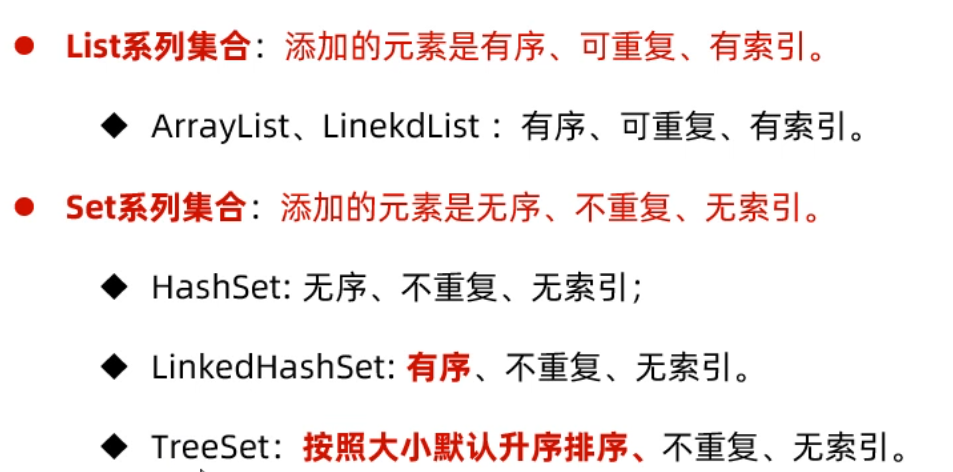 List系列集合：添加的元素是有序、可重复、有索引。
ArrayList、LinekdList ：有序、可重复、有索引。
Set系列集合：添加的元素是无序、不重复、无索引。
HashSet: 无序、不重复、无索引；
LinkedHashSet: 有序、不重复、无索引。
TreeSet：按照大小默认升序排序、不重复、无索引。